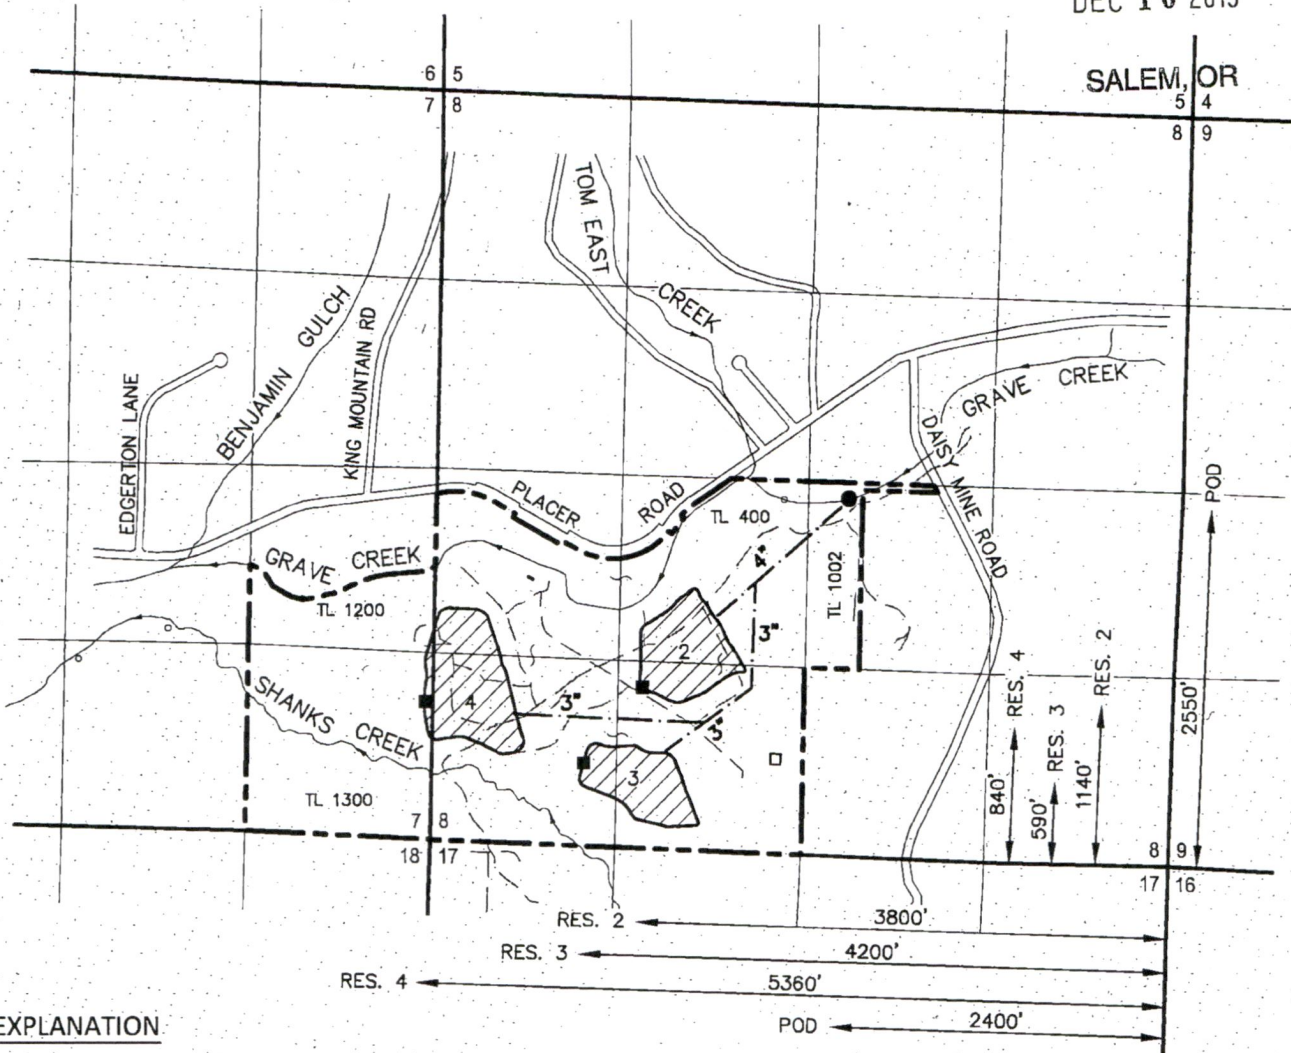 DEC 10 2015
SALEM, OR
6 5
7 8
5 4
8 9
TOM EAST
CREEK
BENJAMIN GULCH
KING MOUNTAIN RD
EDGERTON LANE
GRAVE CREEK
DAISY MINE ROAD
PLACER ROAD
TL 400
POD
GRAVE CREEK
TL 1200
4"
TL 1002
3"
2
RES. 4
RES. 3
RES. 2
2550'
SHANKS CREEK
4
3"
3"
3
840'
590'
1140'
TL 1300
7 8
18 17
8 9
17 16
RES. 2 3800'
RES. 3 4200'
RES. 4 5360'
POD 2400'
EXPLANATION